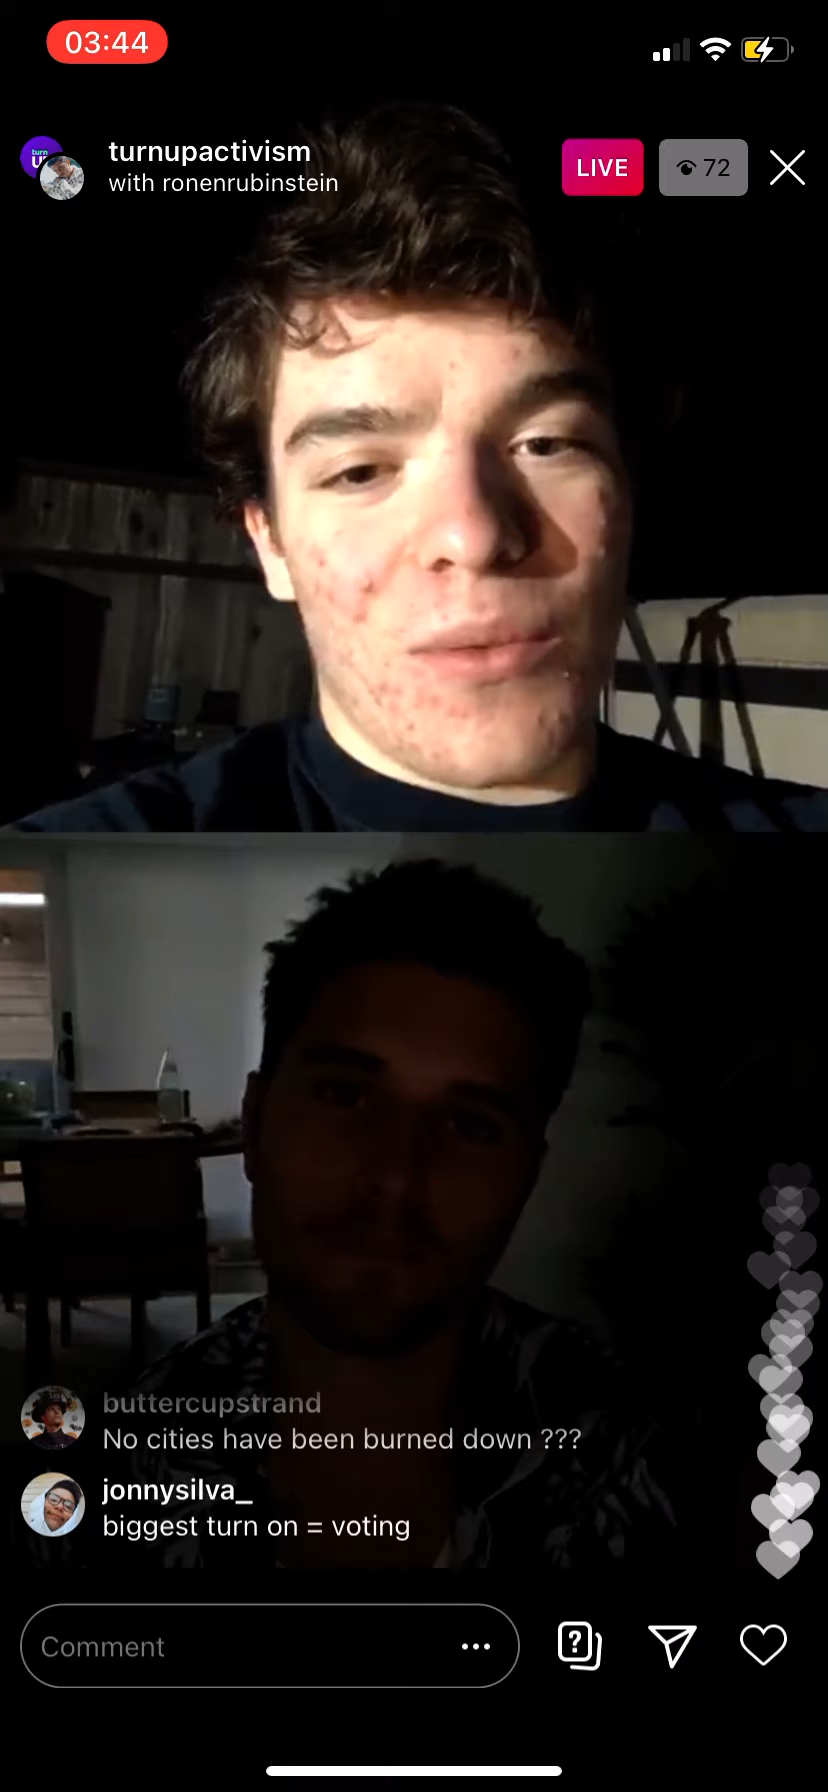 03:44
turn
turnupactivism
with ronenrubinstein
LIVE
72
buttercupstrand
No cities have been burned down ???
jonnysilva_
biggest turn on = voting
Comment